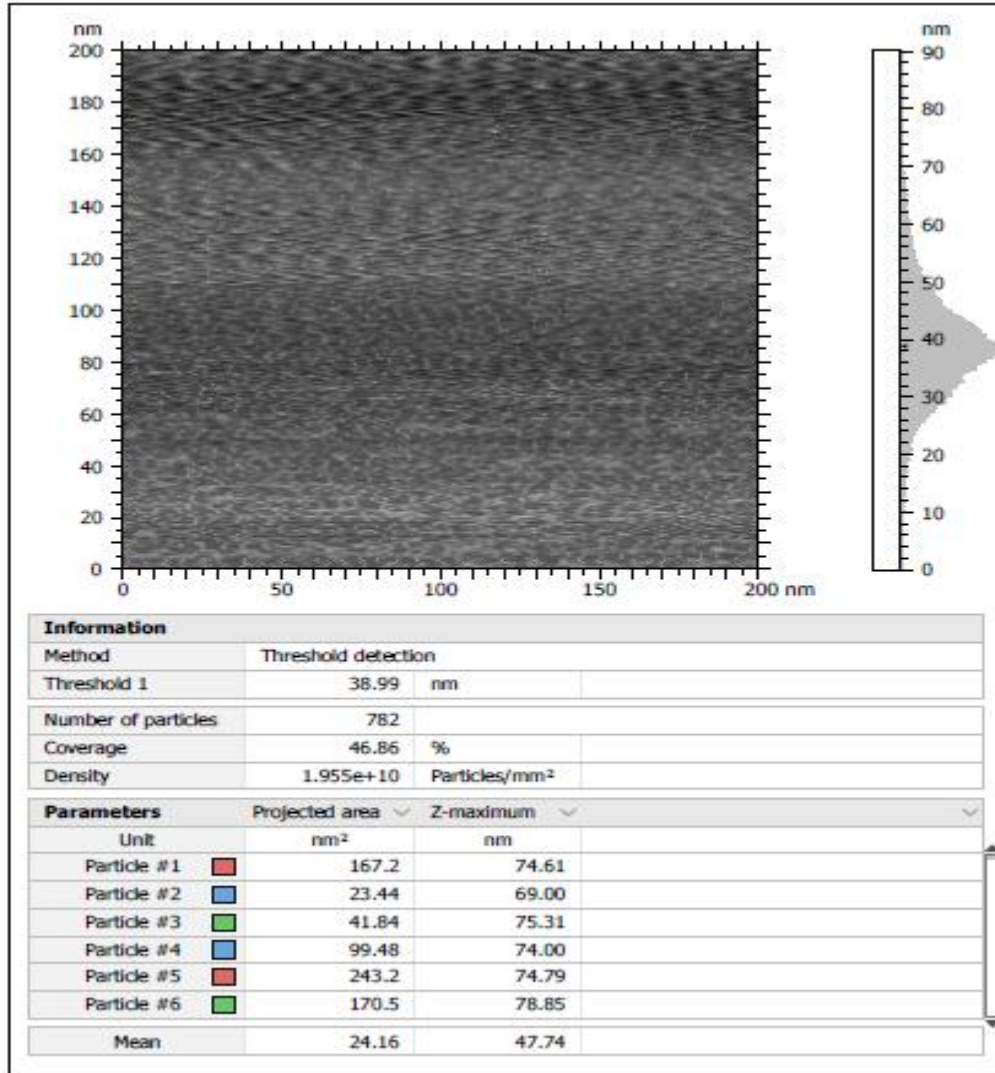 nm
200
180
160
140
120
100
80
60
40
20
0
0 50 100 150 200 nm
nm
90
80
70
60
50
40
30
20
10
0
Information
Method Threshold detection
Threshold 1 38.99 nm
Number of particles 782
Coverage 46.86 %
Density 1.955e+10 Particles/mm²
Parameters Projected area Z-maximum
Unit nm² nm
Particle #1 167.2 74.61
Particle #2 23.44 69.00
Particle #3 41.84 75.31
Particle #4 99.48 74.00
Particle #5 243.2 74.79
Particle #6 170.5 78.85
Mean 24.16 47.74